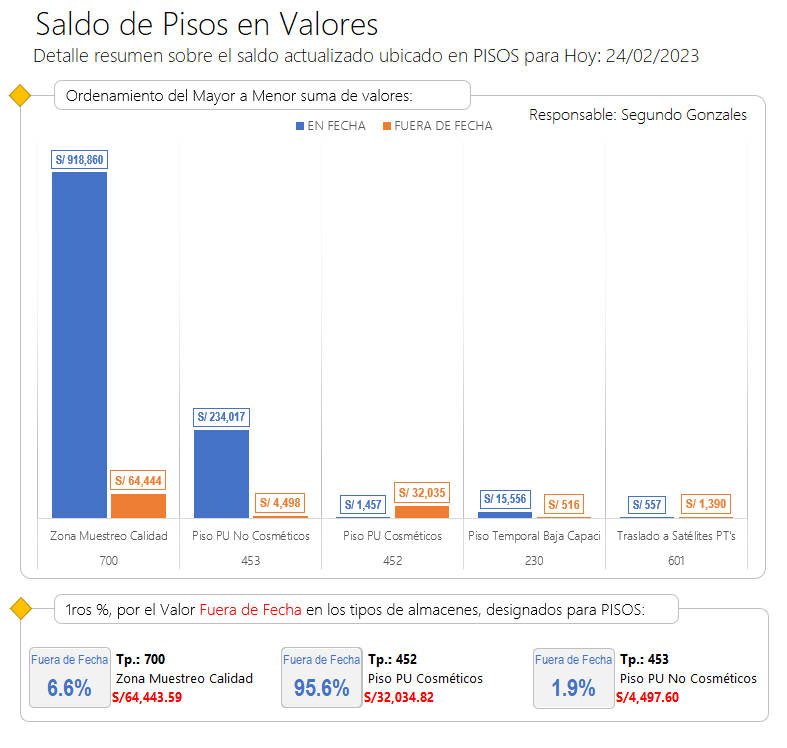 Saldo de Pisos en Valores
Detalle resumen sobre el saldo actualizado ubicado en PISOS para Hoy: 24/02/2023
Ordenamiento del Mayor a Menor suma de valores:
Responsable: Segundo Gonzales
EN FECHA FUERA DE FECHA
S/ 918,860
S/ 64,444
S/ 234,017
S/ 4,498
S/ 1,457
S/ 32,035
S/ 15,556
S/ 516
S/ 557
S/ 1,390
Zona Muestreo Calidad Piso PU No Cosméticos Piso PU Cosméticos Piso Temporal Baja Capaci Traslado a Satélites PT's
700 453 452 230 601
1ros %, por el Valor Fuera de Fecha en los tipos de almacenes, designados para PISOS:
Fuera de Fecha
6.6%
Tp.: 700
Zona Muestreo Calidad
S/64,443.59
Fuera de Fecha
95.6%
Tp.: 452
Piso PU Cosméticos
S/32,034.82
Fuera de Fecha
1.9%
Tp.: 453
Piso PU No Cosméticos
S/4,497.60